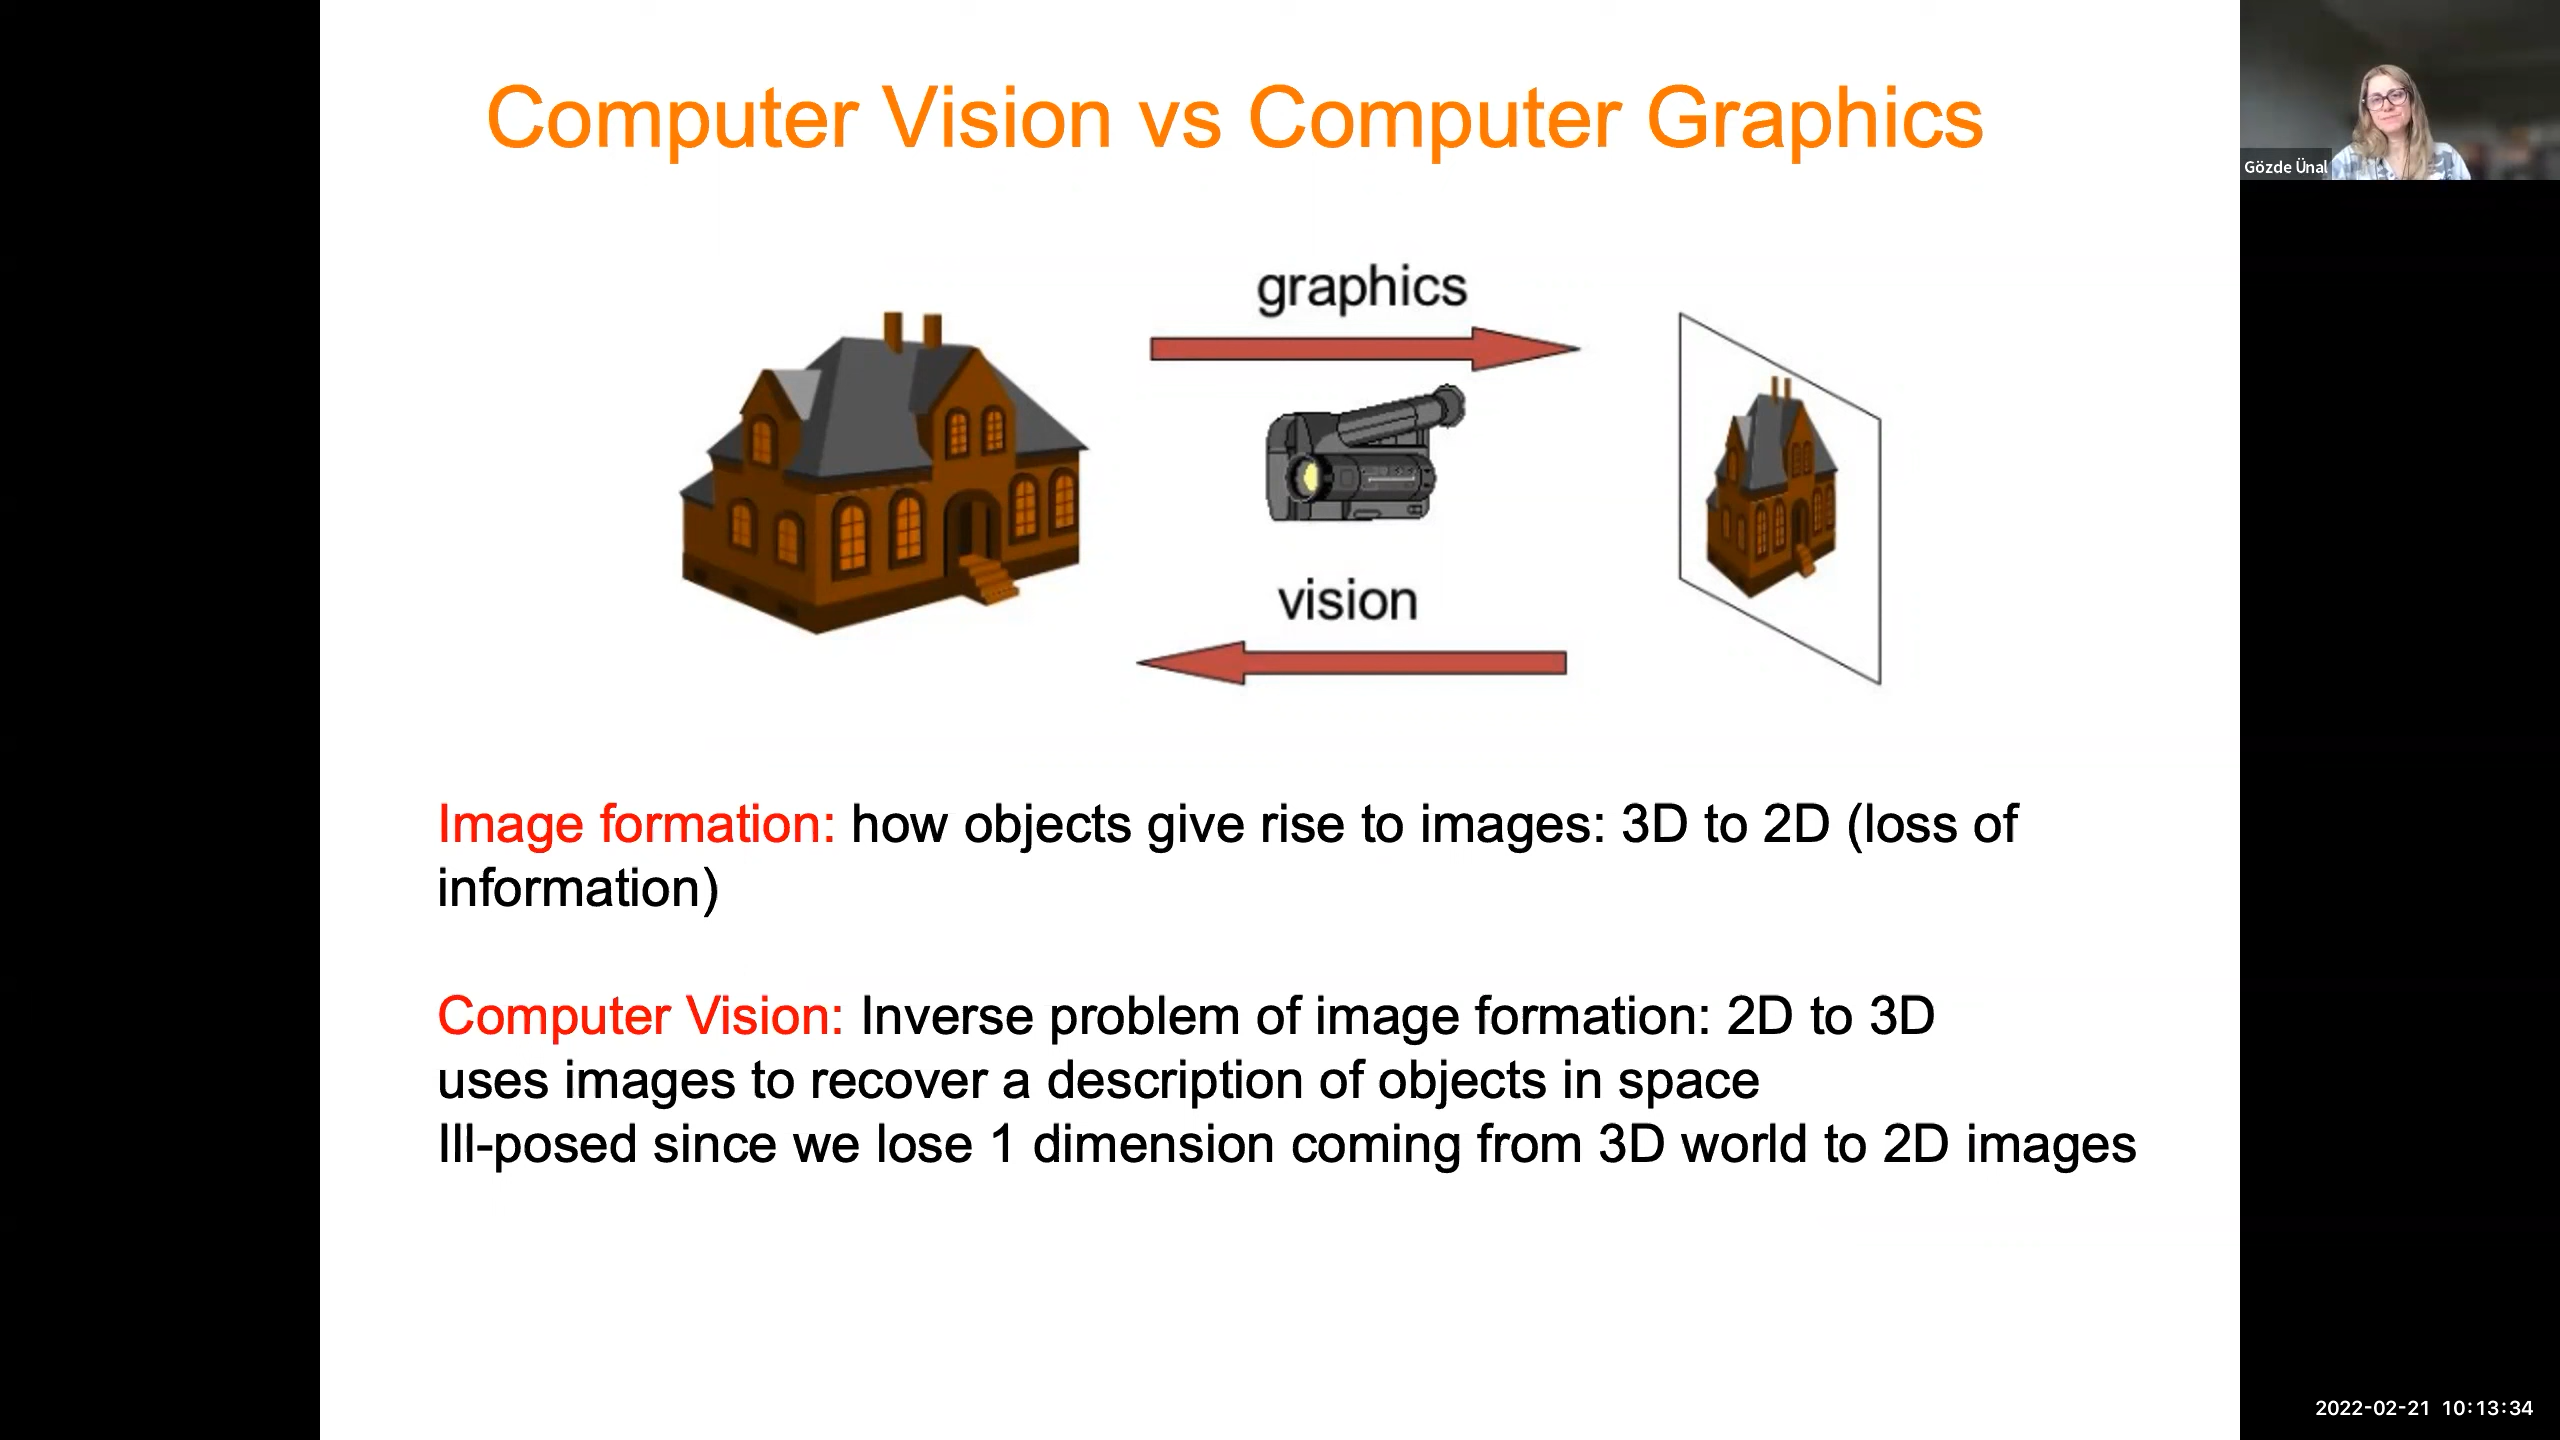 Computer Vision vs Computer Graphics
Gözde Ünal
graphics
vision
Image formation: how objects give rise to images: 3D to 2D (loss of
information)
Computer Vision: Inverse problem of image formation: 2D to 3D
uses images to recover a description of objects in space
Ill-posed since we lose 1 dimension coming from 3D world to 2D images
2022-02-21 10:13:34